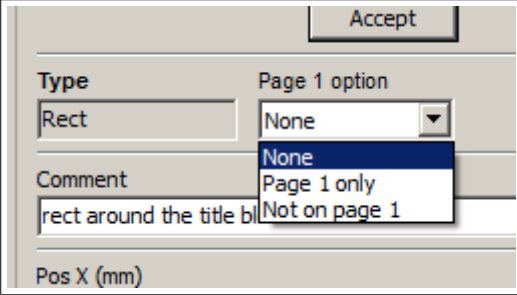 Accept
Type
Page 1 option
Rect
None
None
Page 1 only
Not on page 1
Comment
rect around the title bl
Pos X (mm)